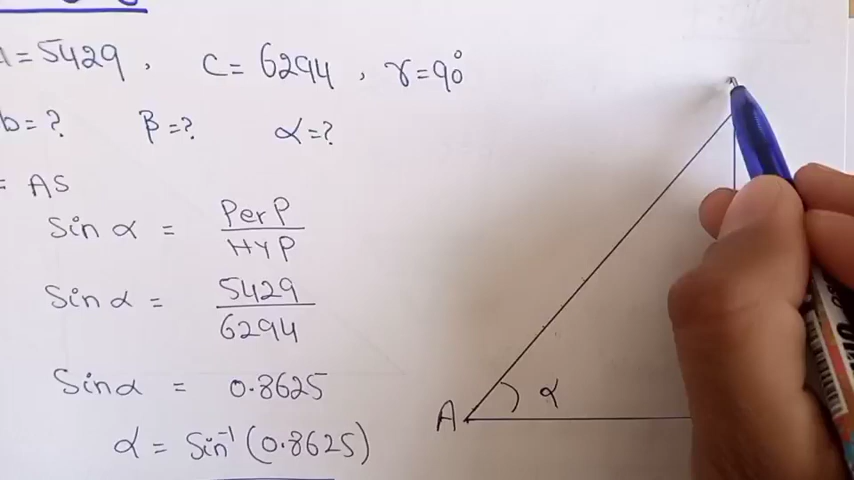 = 5429 , c = 6294 , γ = 90°
b = ? β = ? α = ?
= AS
Sin α = PerP
HYP
Sin α = 5429
6294
Sin α = 0.8625
α = Sin⁻¹ (0.8625)
A α